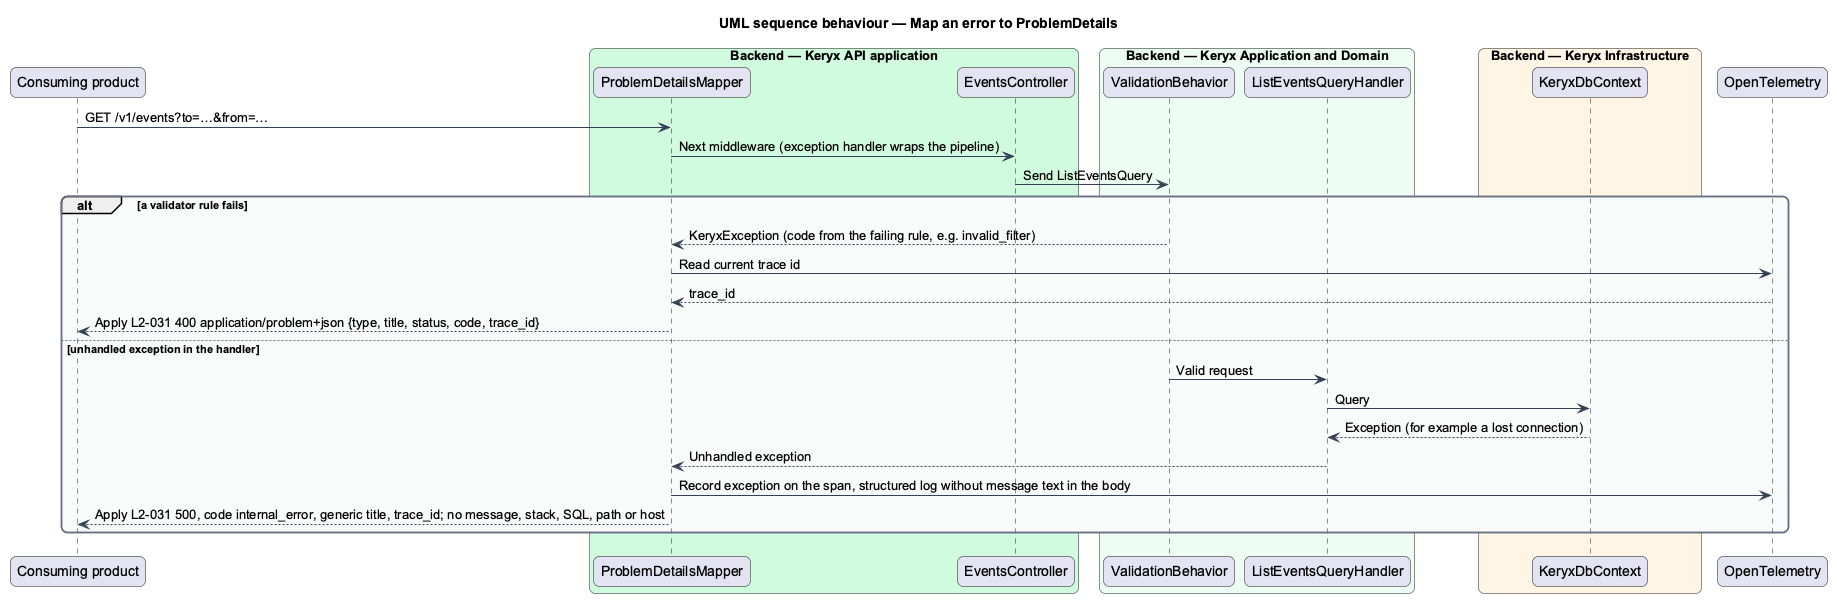 UML sequence behaviour — Map an error to ProblemDetails
Backend — Keryx API application
Backend — Keryx Application and Domain
Backend — Keryx Infrastructure
Consuming product
ProblemDetailsMapper
EventsController
ValidationBehavior
ListEventsQueryHandler
KeryxDbContext
OpenTelemetry
GET /v1/events?to=…&from=…
Next middleware (exception handler wraps the pipeline)
Send ListEventsQuery
alt
[a validator rule fails]
KeryxException (code from the failing rule, e.g. invalid_filter)
Read current trace id
trace_id
Apply L2-031 400 application/problem+json {type, title, status, code, trace_id}
[unhandled exception in the handler]
Valid request
Query
Exception (for example a lost connection)
Unhandled exception
Record exception on the span, structured log without message text in the body
Apply L2-031 500, code internal_error, generic title, trace_id; no message, stack, SQL, path or host
Consuming product
ProblemDetailsMapper
EventsController
ValidationBehavior
ListEventsQueryHandler
KeryxDbContext
OpenTelemetry